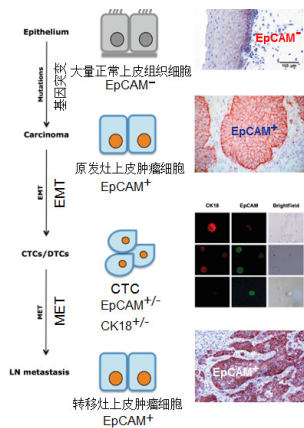 Epithelium
Mutations
基因突变
大量正常上皮组织细胞
EpCAM−
EpCAM−
100 µm
Carcinoma
原发灶上皮肿瘤细胞
EpCAM+
EpCAM+
EMT
EMT
CTCs/DTCs
CTC
EpCAM+/-
CK18+/-
CK18 EpCAM Brightfield
MET
MET
LN metastasis
转移灶上皮肿瘤细胞
EpCAM+
EpCAM+